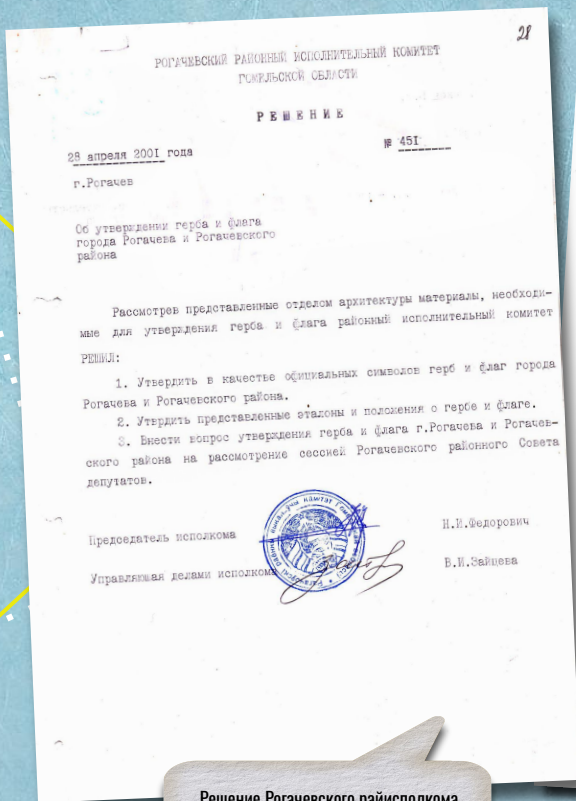 28
РОГАЧЕВСКИЙ РАЙОННЫЙ ИСПОЛНИТЕЛЬНЫЙ КОМИТЕТ
ГОМЕЛЬСКОЙ ОБЛАСТИ
РЕШЕНИЕ
28 апреля 2001 года № 451
г.Рогачев
Об утверждении герба и флага
города Рогачева и Рогачевского
района
Рассмотрев представленные отделом архитектуры материалы, необходи-
мые для утверждения герба и флага районный исполнительный комитет
РЕШИЛ:
1. Утвердить в качестве официальных символов герб и флаг города
Рогачева и Рогачевского района.
2. Утврдить представленные эталоны и положения о гербе и флаге.
3. Внести вопрос утверждения герба и флага г.Рогачева и Рогачев-
ского района на рассмотрение сессией Рогачевского районного Совета
депутатов.
Председатель исполкома Н.И.Федорович
Управляющая делами исполкома В.И.Зайцева
Решение Рогачевского райисполкома